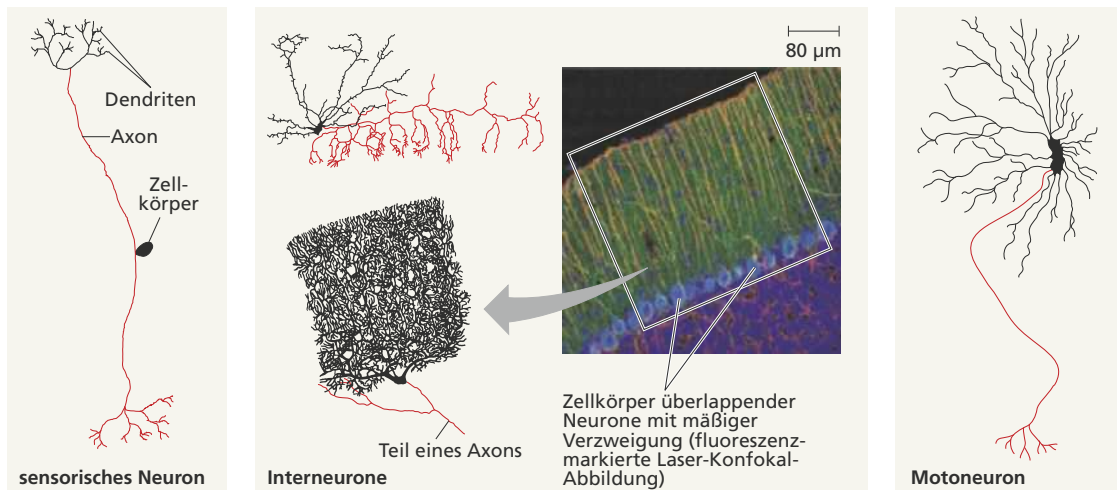 Dendriten
Axon
Zell-
körper
sensorisches Neuron
80 µm
Teil eines Axons
Zellkörper überlappender
Neurone mit mäßiger
Verzweigung (fluoreszenz-
markierte Laser-Konfokal-
Abbildung)
Interneurone
Motoneuron